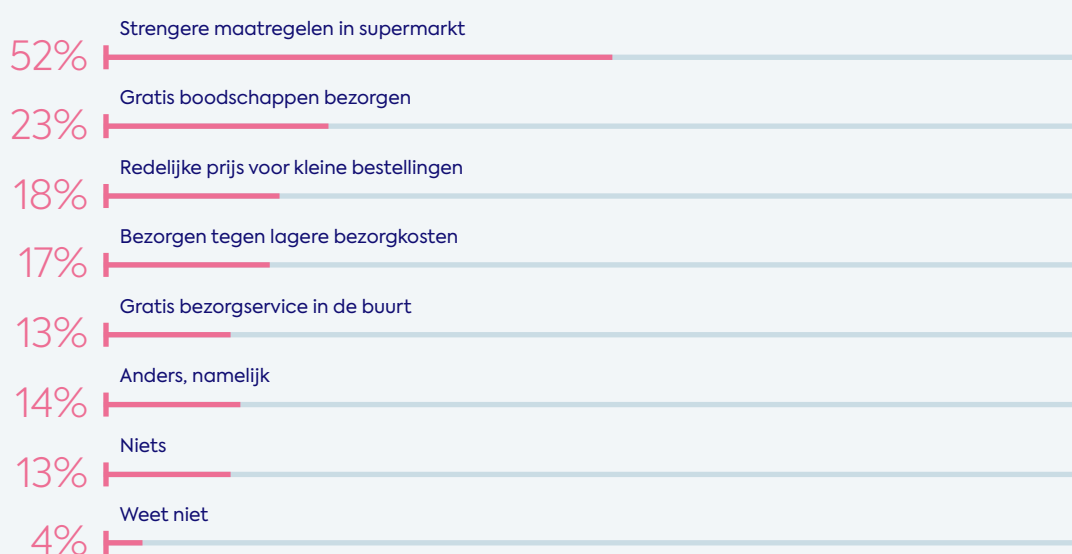 Strengere maatregelen in supermarkt
52%
Gratis boodschappen bezorgen
23%
Redelijke prijs voor kleine bestellingen
18%
Bezorgen tegen lagere bezorgkosten
17%
Gratis bezorgservice in de buurt
13%
Anders, namelijk
14%
Niets
13%
Weet niet
4%